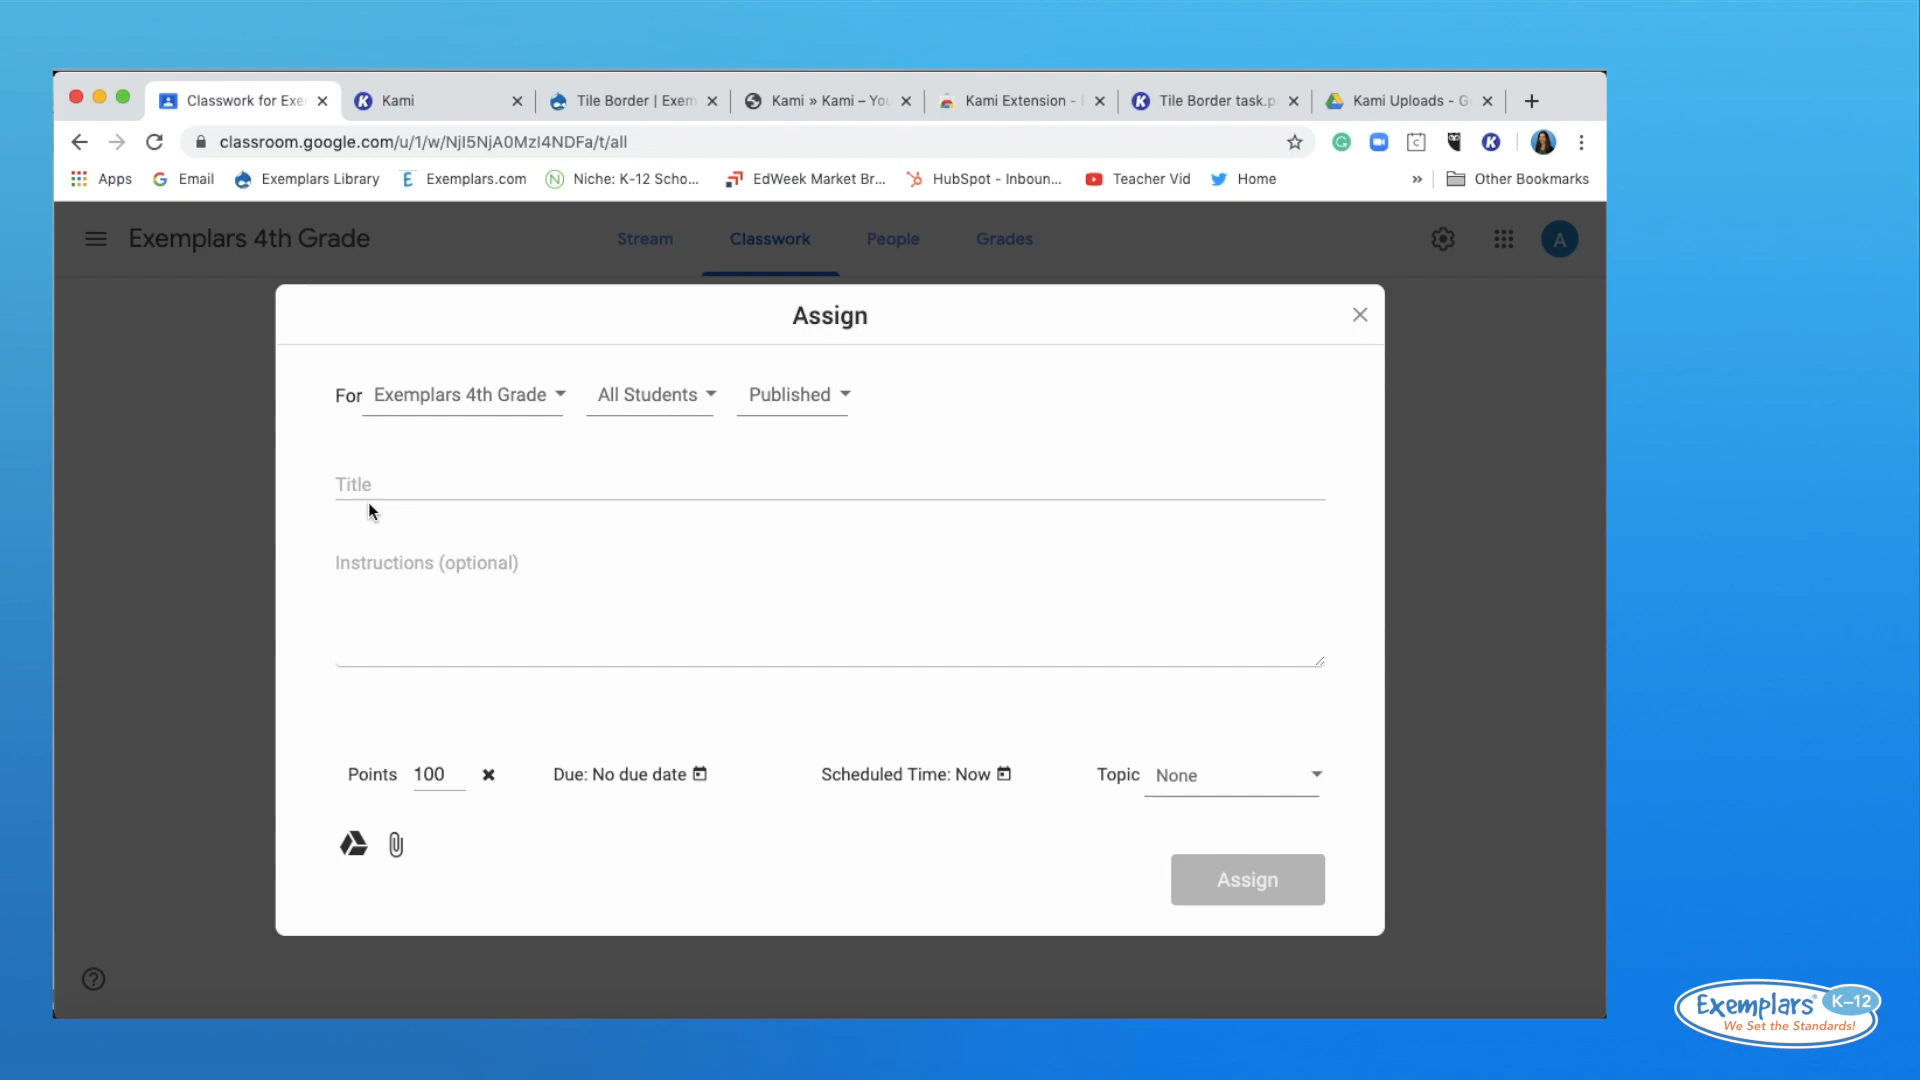 Classwork for Exe
Kami
Tile Border | Exem
Kami » Kami – You
Kami Extension -
Tile Border task.p
Kami Uploads - G
classroom.google.com/u/1/w/NjI5NjA0MzI4NDFa/t/all
Apps
Email
Exemplars Library
Exemplars.com
Niche: K-12 Scho...
EdWeek Market Br...
HubSpot - Inboun...
Teacher Vid
Home
»
Other Bookmarks
Exemplars 4th Grade
Stream
Classwork
People
Grades
A
Assign
For Exemplars 4th Grade All Students Published
Title
Instructions (optional)
Points 100 Due: No due date Scheduled Time: Now Topic None
Assign
Exemplars® K–12
We Set the Standards!